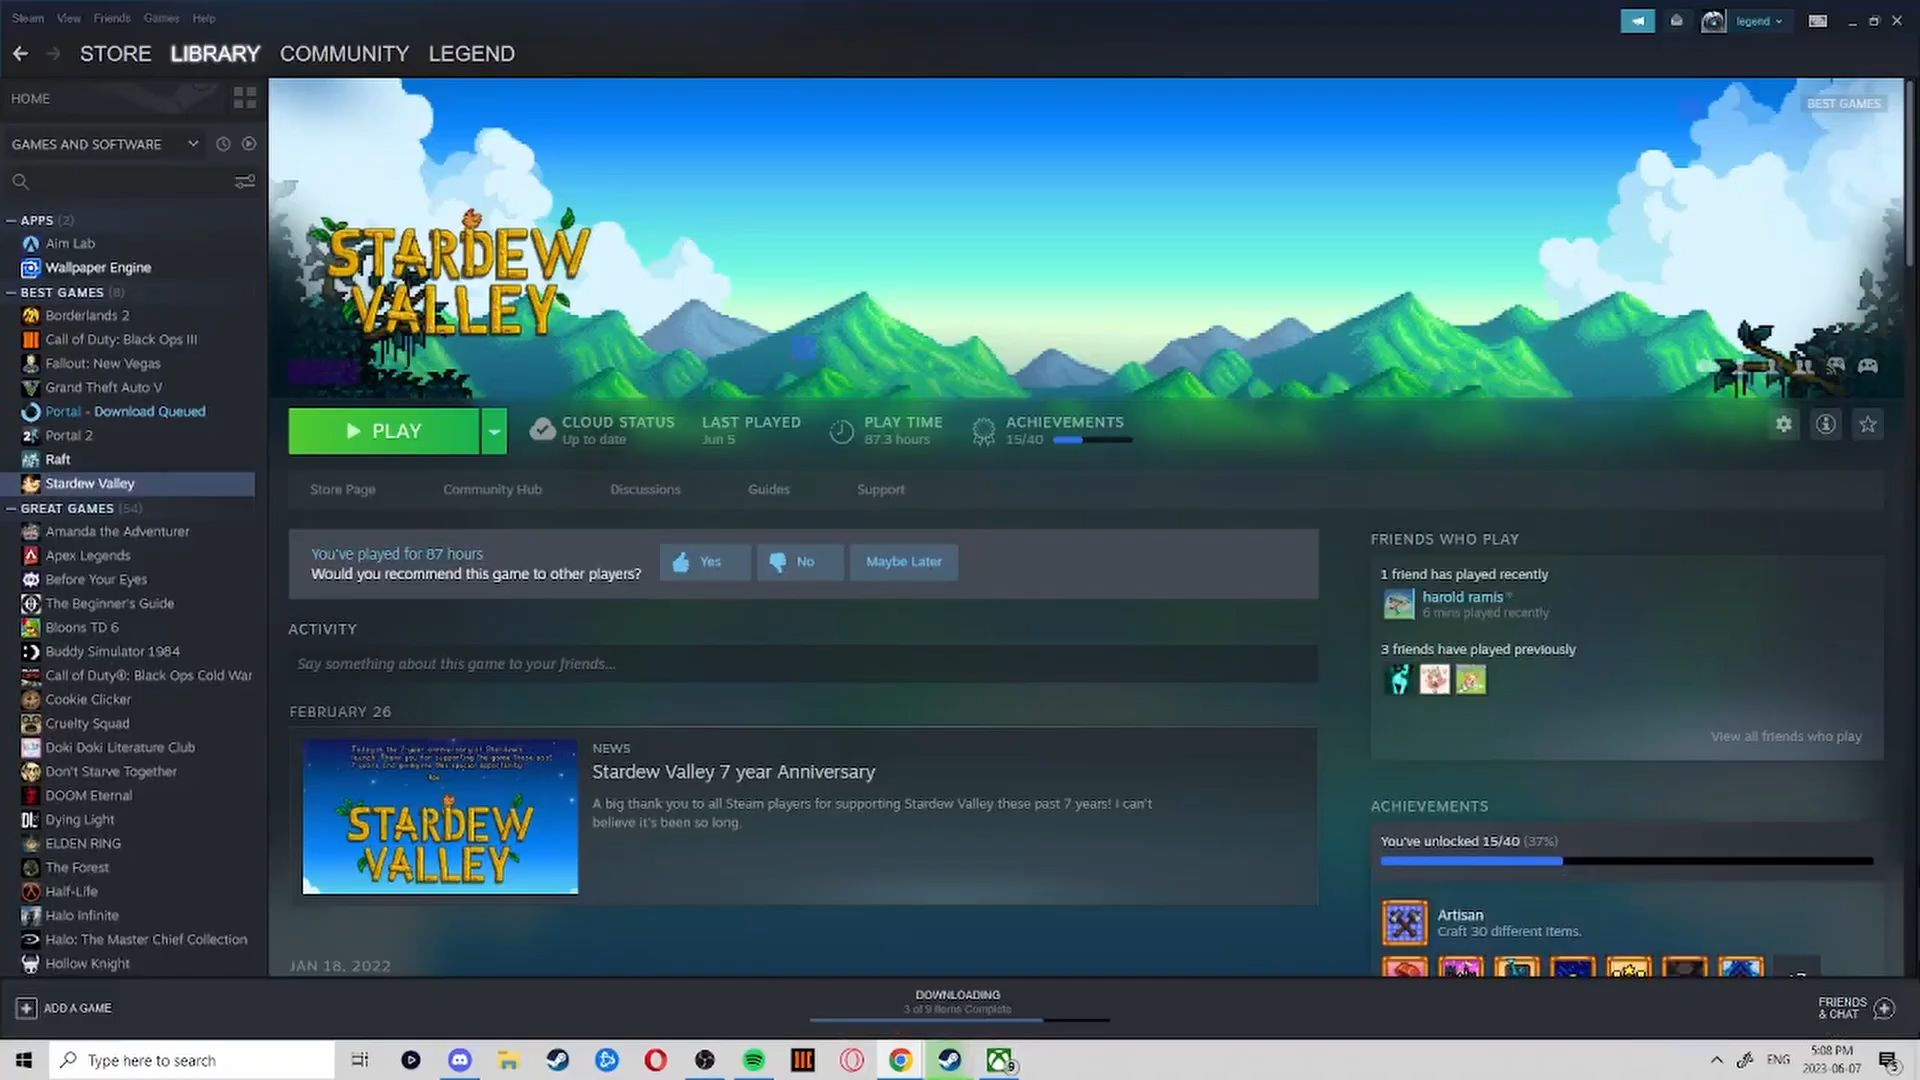 Steam View Friends Games Help
legend
STORE LIBRARY COMMUNITY LEGEND
HOME
GAMES AND SOFTWARE
APPS (2)
Aim Lab
Wallpaper Engine
BEST GAMES (8)
Borderlands 2
Call of Duty: Black Ops III
Fallout: New Vegas
Grand Theft Auto V
Portal - Download Queued
Portal 2
Raft
Stardew Valley
GREAT GAMES (54)
Amanda the Adventurer
Apex Legends
Before Your Eyes
The Beginner's Guide
Bloons TD 6
Buddy Simulator 1984
Call of Duty®: Black Ops Cold War
Cookie Clicker
Cruelty Squad
Doki Doki Literature Club
Don't Starve Together
DOOM Eternal
Dying Light
ELDEN RING
The Forest
Half-Life
Halo Infinite
Halo: The Master Chief Collection
Hollow Knight
BEST GAMES
STARDEW
VALLEY
PLAY
CLOUD STATUS
Up to date
LAST PLAYED
Jun 5
PLAY TIME
87.3 hours
ACHIEVEMENTS
15/40
Store Page Community Hub Discussions Guides Support
You've played for 87 hours
Would you recommend this game to other players?
Yes No Maybe Later
ACTIVITY
Say something about this game to your friends...
FEBRUARY 26
STARDEW
VALLEY
NEWS
Stardew Valley 7 year Anniversary
A big thank you to all Steam players for supporting Stardew Valley these past 7 years! I can't
believe it's been so long.
JAN 18, 2022
FRIENDS WHO PLAY
1 friend has played recently
harold ramis
6 mins played recently
3 friends have played previously
View all friends who play
ACHIEVEMENTS
You've unlocked 15/40 (37%)
Artisan
Craft 30 different items.
ADD A GAME
DOWNLOADING
3 of 9 Items Complete
FRIENDS
& CHAT
Type here to search
ENG
5:08 PM
2023-06-07